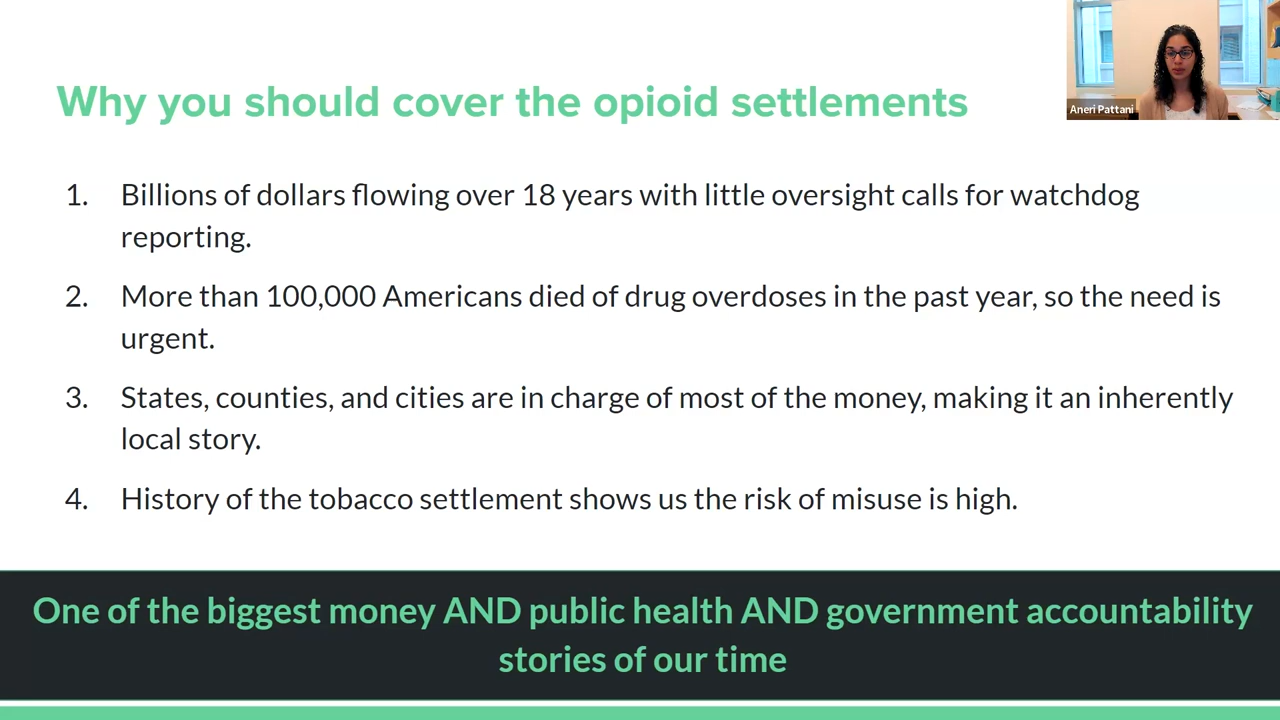 Why you should cover the opioid settlements
Aneri Pattani
1. Billions of dollars flowing over 18 years with little oversight calls for watchdog
reporting.
2. More than 100,000 Americans died of drug overdoses in the past year, so the need is
urgent.
3. States, counties, and cities are in charge of most of the money, making it an inherently
local story.
4. History of the tobacco settlement shows us the risk of misuse is high.
One of the biggest money AND public health AND government accountability
stories of our time